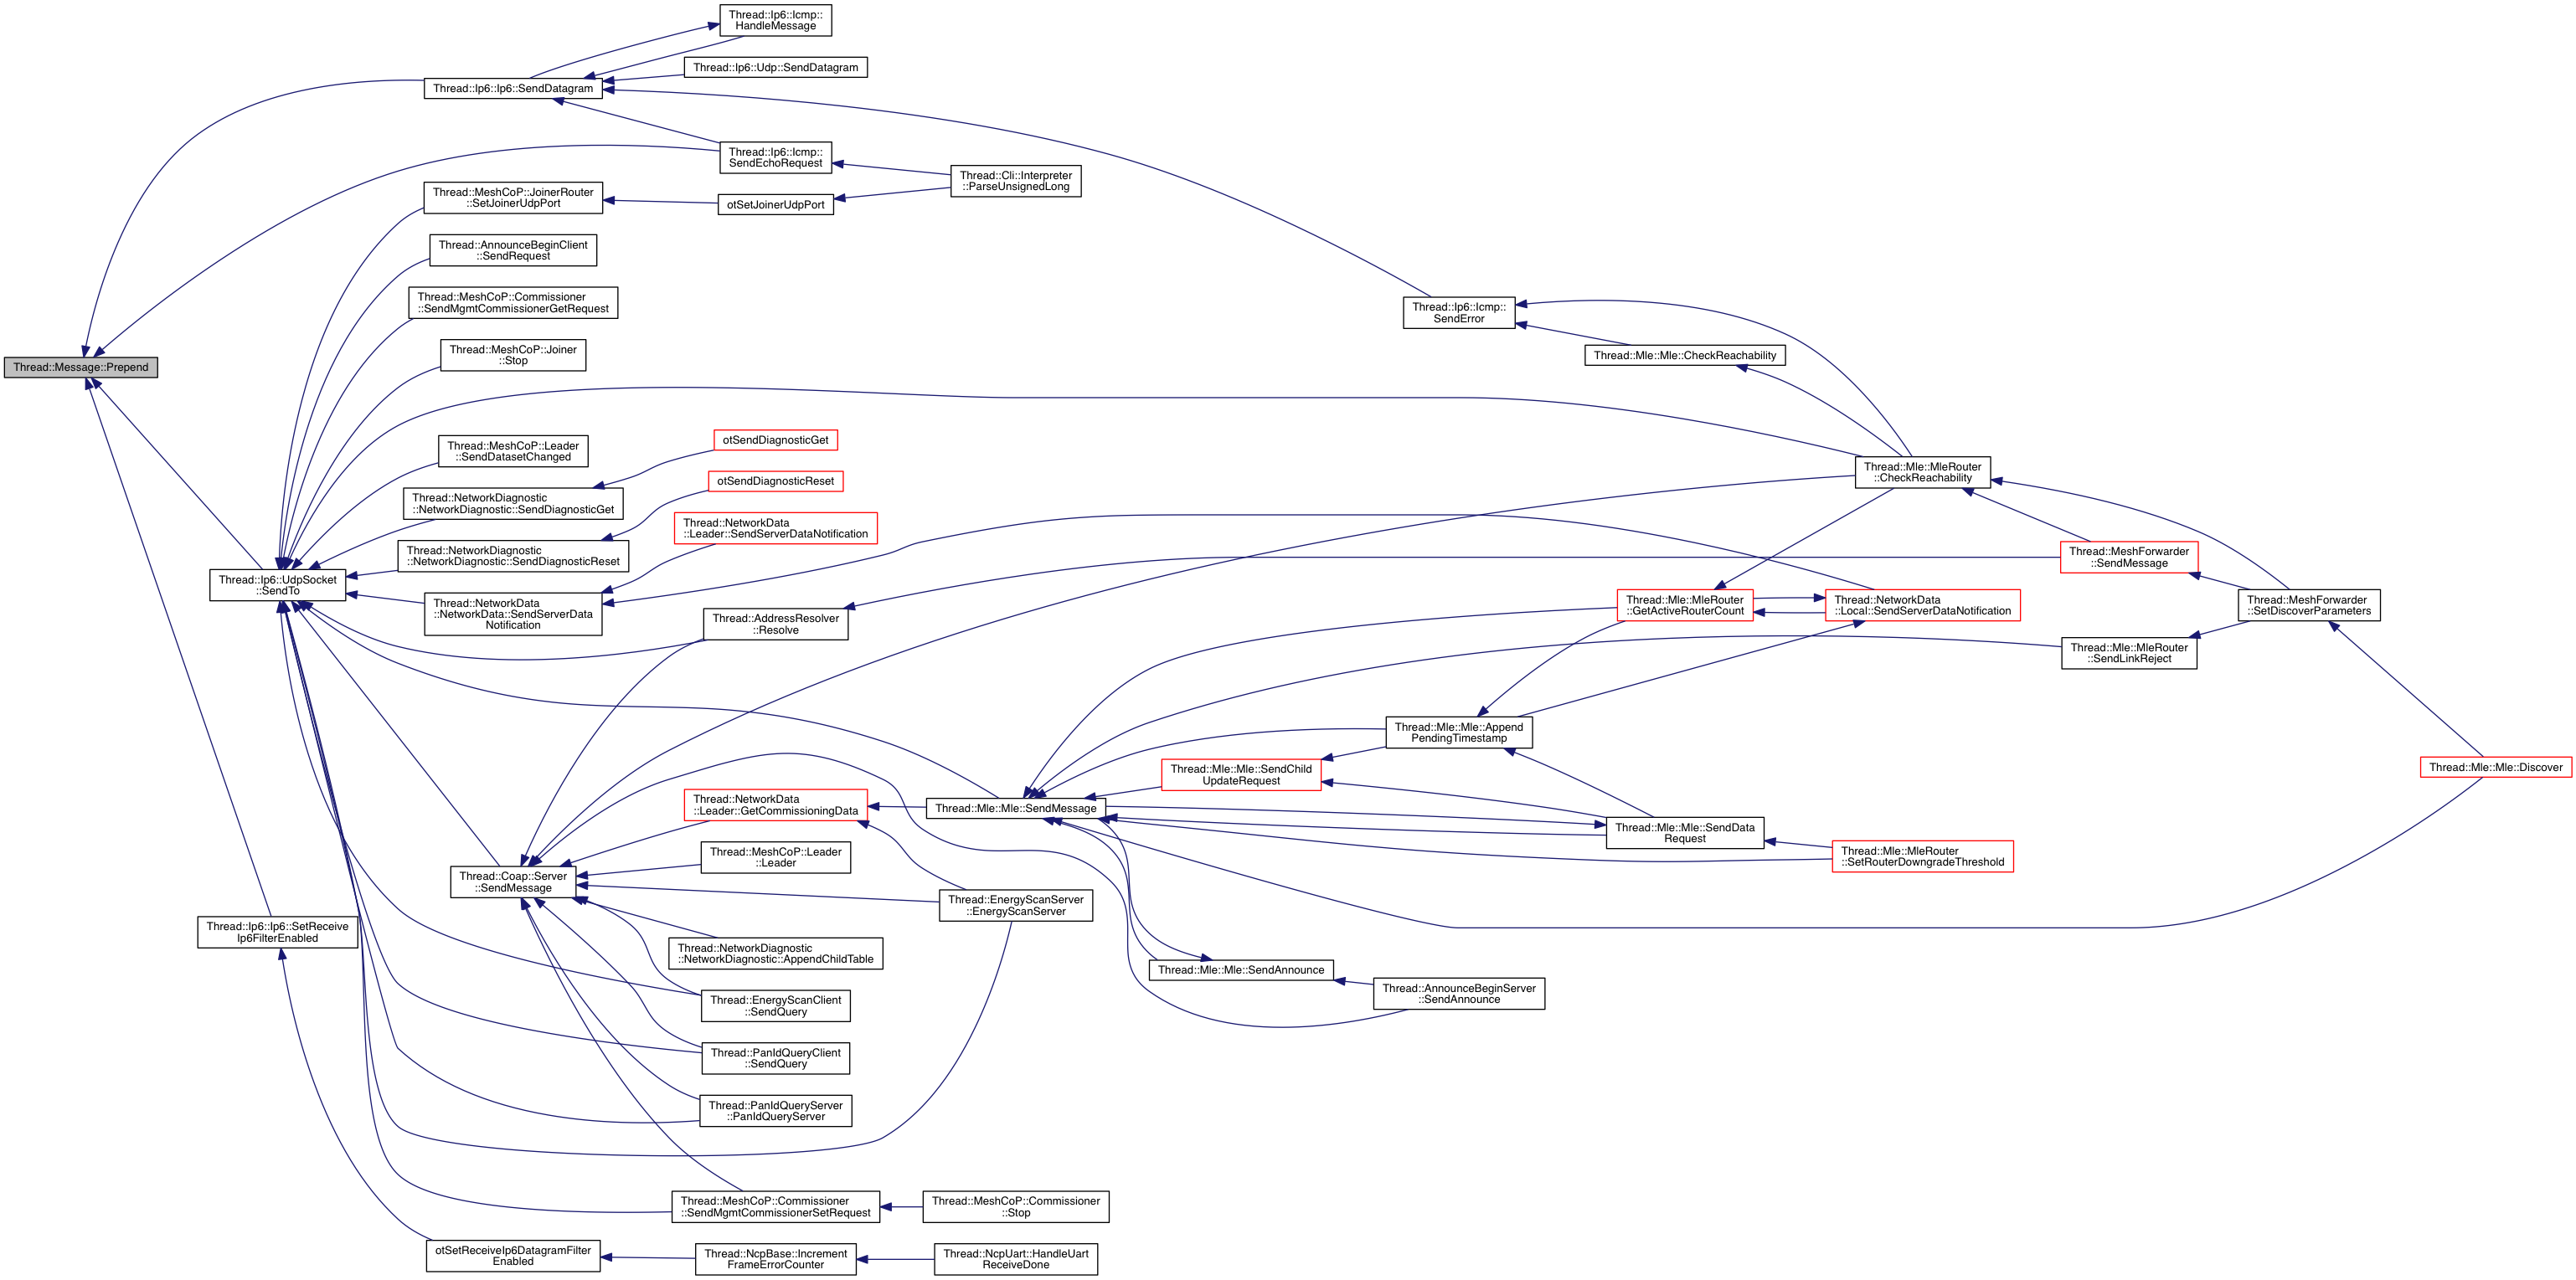 Thread::Ip6::Icmp::
HandleMessage
Thread::Ip6::Udp::SendDatagram
Thread::Ip6::Ip6::SendDatagram
Thread::Ip6::Icmp::
SendEchoRequest
Thread::Cli::Interpreter
::ParseUnsignedLong
Thread::MeshCoP::JoinerRouter
::SetJoinerUdpPort
otSetJoinerUdpPort
Thread::AnnounceBeginClient
::SendRequest
Thread::MeshCoP::Commissioner
::SendMgmtCommissionerGetRequest
Thread::Ip6::Icmp::
SendError
Thread::MeshCoP::Joiner
::Stop
Thread::Mle::Mle::CheckReachability
Thread::Message::Prepend
otSendDiagnosticGet
Thread::MeshCoP::Leader
::SendDatasetChanged
Thread::Mle::MleRouter
::CheckReachability
otSendDiagnosticReset
Thread::NetworkDiagnostic
::NetworkDiagnostic::SendDiagnosticGet
Thread::NetworkData
::Leader::SendServerDataNotification
Thread::NetworkDiagnostic
::NetworkDiagnostic::SendDiagnosticReset
Thread::MeshForwarder
::SendMessage
Thread::Ip6::UdpSocket
::SendTo
Thread::NetworkData
::NetworkData::SendServerData
Notification
Thread::AddressResolver
::Resolve
Thread::Mle::MleRouter
::GetActiveRouterCount
Thread::NetworkData
::Local::SendServerDataNotification
Thread::MeshForwarder
::SetDiscoverParameters
Thread::Mle::MleRouter
::SendLinkReject
Thread::Mle::Mle::Append
PendingTimestamp
Thread::Mle::Mle::Discover
Thread::Mle::Mle::SendChild
UpdateRequest
Thread::NetworkData
::Leader::GetCommissioningData
Thread::Mle::Mle::SendMessage
Thread::Mle::Mle::SendData
Request
Thread::Mle::MleRouter
::SetRouterDowngradeThreshold
Thread::MeshCoP::Leader
::Leader
Thread::Coap::Server
::SendMessage
Thread::EnergyScanServer
::EnergyScanServer
Thread::Ip6::Ip6::SetReceive
Ip6FilterEnabled
Thread::NetworkDiagnostic
::NetworkDiagnostic::AppendChildTable
Thread::Mle::Mle::SendAnnounce
Thread::AnnounceBeginServer
::SendAnnounce
Thread::EnergyScanClient
::SendQuery
Thread::PanIdQueryClient
::SendQuery
Thread::PanIdQueryServer
::PanIdQueryServer
Thread::MeshCoP::Commissioner
::SendMgmtCommissionerSetRequest
Thread::MeshCoP::Commissioner
::Stop
otSetReceiveIp6DatagramFilter
Enabled
Thread::NcpBase::Increment
FrameErrorCounter
Thread::NcpUart::HandleUart
ReceiveDone